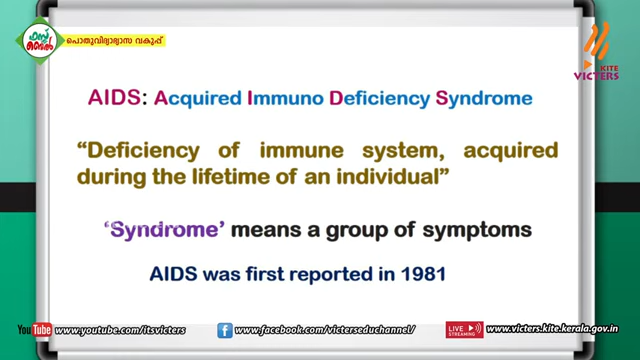 ഫസ്റ്റ് ബെൽ
പൊതുവിദ്യാഭ്യാസ വകുപ്പ്
KITE
VICTERS
AIDS: Acquired Immuno Deficiency Syndrome
“Deficiency of immune system, acquired
during the lifetime of an individual”
‘Syndrome’ means a group of symptoms
AIDS was first reported in 1981
YouTube www.youtube.com/itsvicters
f www.facebook.com/victerseduchannel/
LIVE STREAMING www.victers.kite.kerala.gov.in